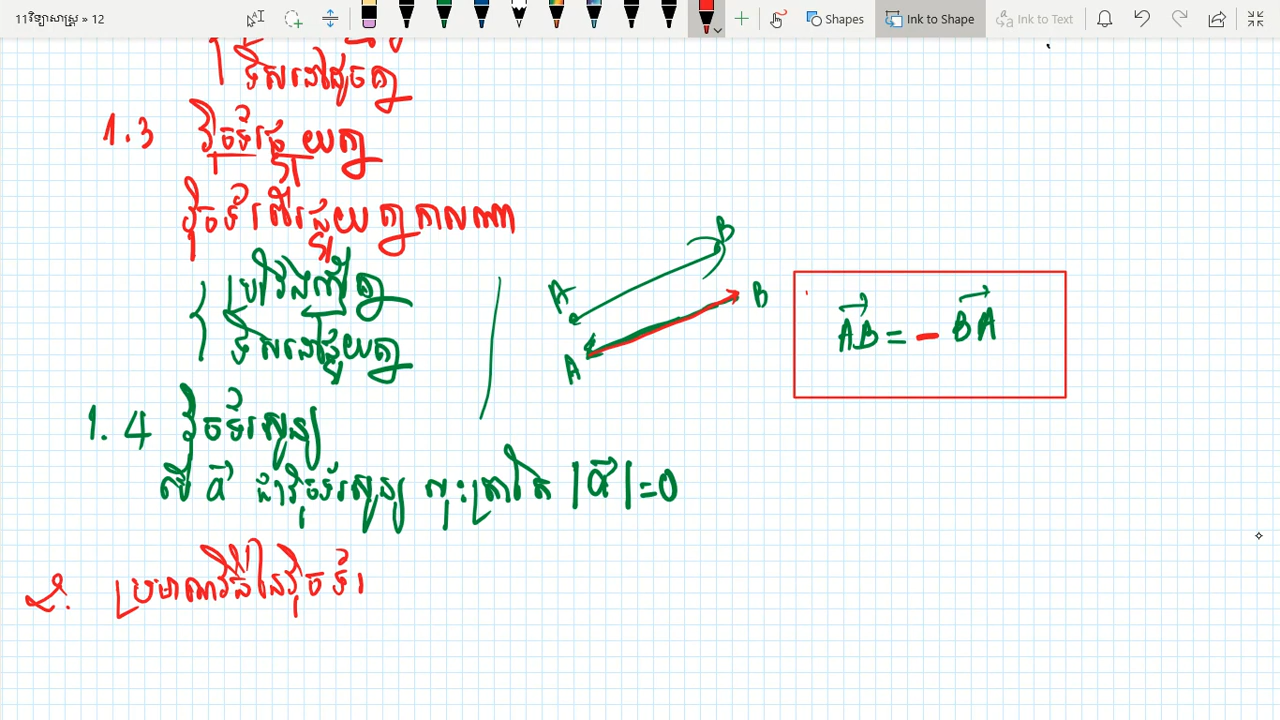 11វិទ្យាសាស្ត្រ » 12
Shapes
Ink to Shape
Ink to Text
ទិសដៅដូចគ្នា
1.3 វ៉ិចទ័រផ្ទុយគ្នា
វ៉ិចទ័រពីរផ្ទុយគ្នាកាលណា
ប្រវែងស្មើគ្នា
ទិសដៅផ្ទុយគ្នា
A B
A B
AB = - BA
1.4 វ៉ិចទ័រសូន្យ
បើ a ជាវ៉ិចទ័រសូន្យ លុះត្រាតែ |a| = 0
២. ប្រមាណវិធីនៃវ៉ិចទ័រ